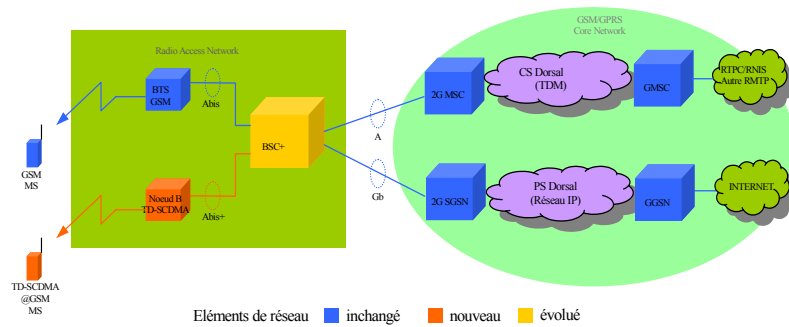 GSM/GPRS
Core Network
Radio Access Network
BTS
GSM
Abis
BSC+
Noeud B
TD-SCDMA
Abis+
GSM
MS
TD-SCDMA
@GSM
MS
A
Gb
2G MSC
CS Dorsal
(TDM)
GMSC
RTPC/RNIS
Autre RMTP
2G SGSN
PS Dorsal
(Réseau IP)
GGSN
INTERNET
Eléments de réseau
inchangé
nouveau
évolué